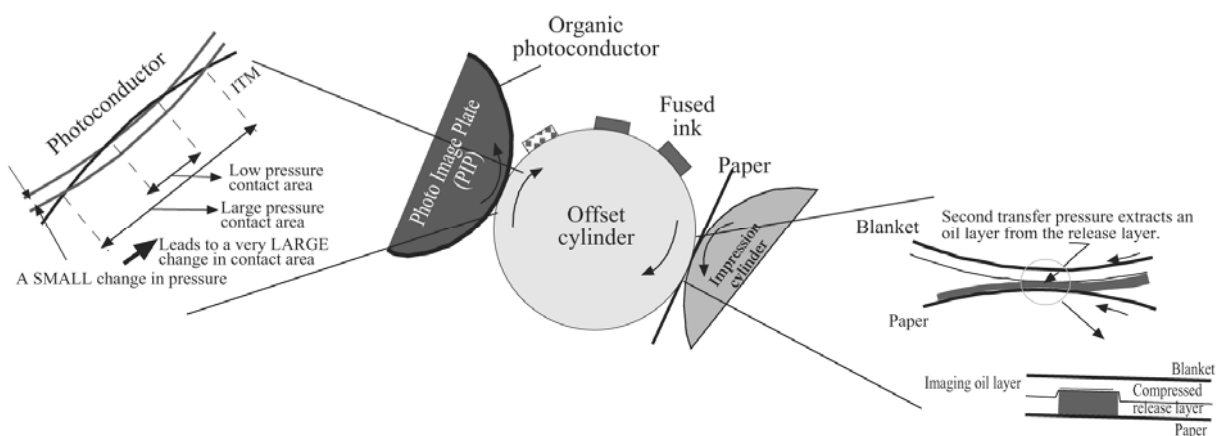 Photoconductor
ITM
Low pressure
contact area
Large pressure
contact area
Leads to a very LARGE
change in contact area
A SMALL change in pressure
Organic
photoconductor
Photo Image Plate
(PIP)
Fused
ink
Paper
Offset
cylinder
Impression
cylinder
Second transfer pressure extracts an
oil layer from the release layer.
Blanket
Paper
Blanket
Imaging oil layer
Compressed
release layer
Paper